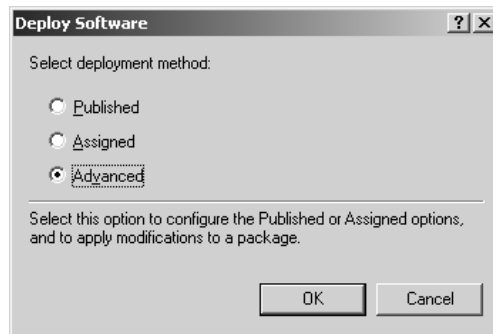 Deploy Software
Select deployment method:
Published
Assigned
Advanced
Select this option to configure the Published or Assigned options,
and to apply modifications to a package.
OK Cancel